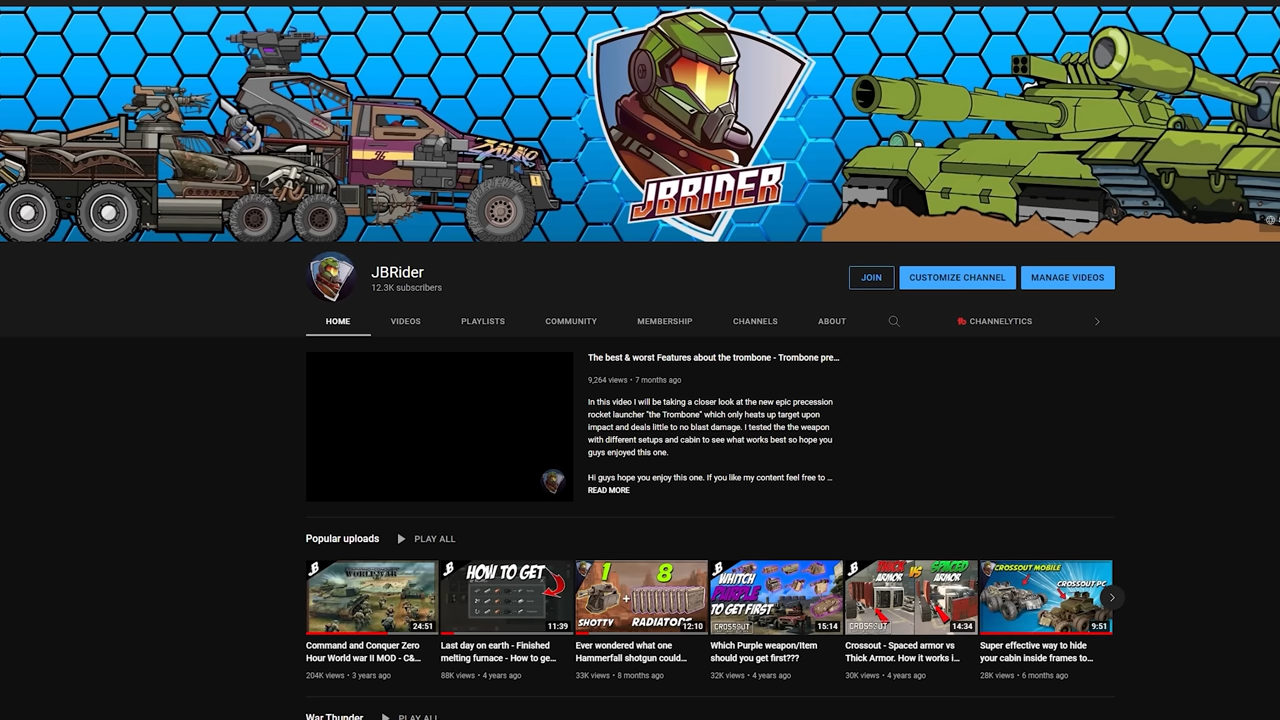 JBRIDER
JBRider
12.3K subscribers
JOIN
CUSTOMIZE CHANNEL
MANAGE VIDEOS
HOME
VIDEOS
PLAYLISTS
COMMUNITY
MEMBERSHIP
CHANNELS
ABOUT
CHANNELYTICS
The best & worst Features about the trombone - Trombone pre...
9,264 views • 7 months ago
In this video I will be taking a closer look at the new epic precession
rocket launcher "the Trombone" which only heats up target upon
impact and deals little to no blast damage. I tested the the weapon
with different setups and cabin to see what works best so hope you
guys enjoyed this one.
Hi guys hope you enjoy this one. If you like my content feel free to ...
READ MORE
Popular uploads
PLAY ALL
WORLD WAR
24:51
Command and Conquer Zero
Hour World war II MOD - C&...
204K views • 3 years ago
HOW TO GET
11:39
Last day on earth - Finished
melting furnace - How to ge...
88K views • 4 years ago
1 8
+
SHOTTY
RADIATORS
12:10
Ever wondered what one
Hammerfall shotgun could...
33K views • 8 months ago
WHITCH
PURPLE
TO GET FIRST
CROSSOUT
15:14
Which Purple weapon/Item
should you get first???
32K views • 4 years ago
THICK
ARMOR
VS
SPACED
ARMOR
CROSSOUT
14:34
Crossout - Spaced armor vs
Thick Armor. How it works i...
30K views • 4 years ago
CROSSOUT MOBILE
CROSSOUT PC
9:51
Super effective way to hide
your cabin inside frames to...
28K views • 6 months ago
War Thunder
PLAY ALL